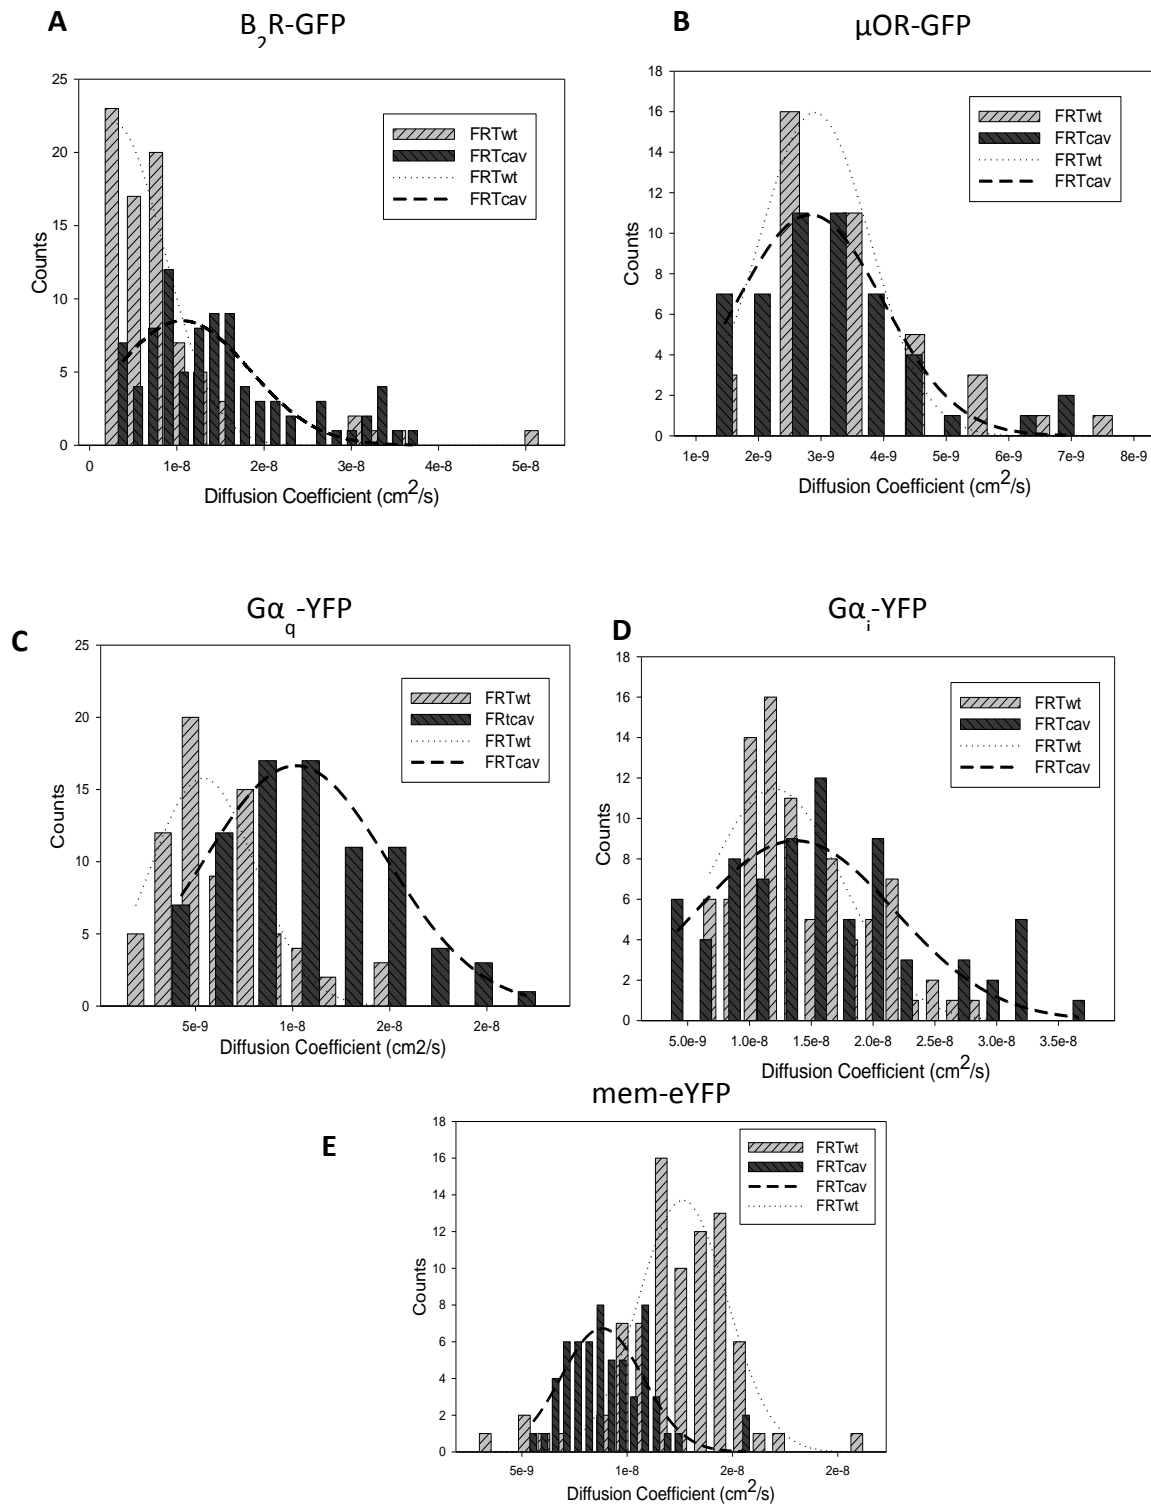 A
B2R-GFP
25
20
15
10
5
0
Counts
FRTwt
FRTcav
FRTwt
FRTcav
0
1e-8
2e-8
3e-8
4e-8
5e-8
Diffusion Coefficient (cm2/s)
B
µOR-GFP
18
16
14
12
10
8
6
4
2
0
Counts
FRTwt
FRTcav
FRTwt
FRTcav
1e-9
2e-9
3e-9
4e-9
5e-9
6e-9
7e-9
8e-9
Diffusion Coefficient (cm2/s)
C
Gαq-YFP
25
20
15
10
5
0
Counts
FRTwt
FRtcav
FRTwt
FRTcav
5e-9
1e-8
2e-8
2e-8
Diffusion Coefficient (cm2/s)
D
Gαi-YFP
18
16
14
12
10
8
6
4
2
0
Counts
FRTwt
FRTcav
FRTwt
FRTcav
5.0e-9
1.0e-8
1.5e-8
2.0e-8
2.5e-8
3.0e-8
3.5e-8
Diffusion Coefficient (cm2/s)
E
mem-eYFP
18
16
14
12
10
8
6
4
2
0
Counts
FRTwt
FRTcav
FRTcav
FRTwt
5e-9
1e-8
2e-8
2e-8
Diffusion Coefficient (cm2/s)